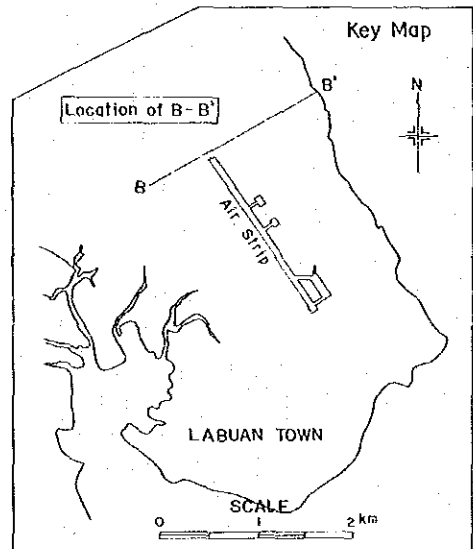 Key Map
N
B'
Location of B-B'
B
Air Strip
LABUAN TOWN
SCALE
0 1 2 km